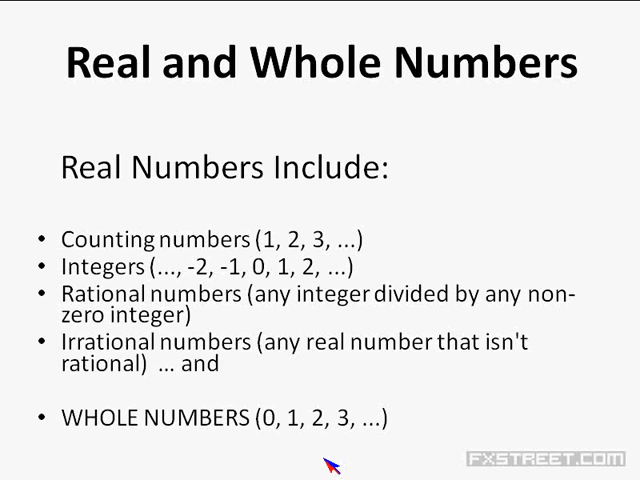 Real and Whole Numbers
Real Numbers Include:
• Counting numbers (1, 2, 3, ...)
• Integers (..., -2, -1, 0, 1, 2, ...)
• Rational numbers (any integer divided by any non-
zero integer)
• Irrational numbers (any real number that isn't
rational) ... and
• WHOLE NUMBERS (0, 1, 2, 3, ...)
FXSTREET.COM